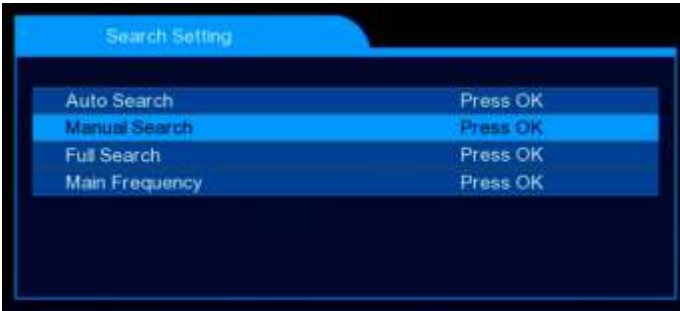 Search Setting
Auto Search Press OK
Manual Search Press OK
Full Search Press OK
Main Frequency Press OK